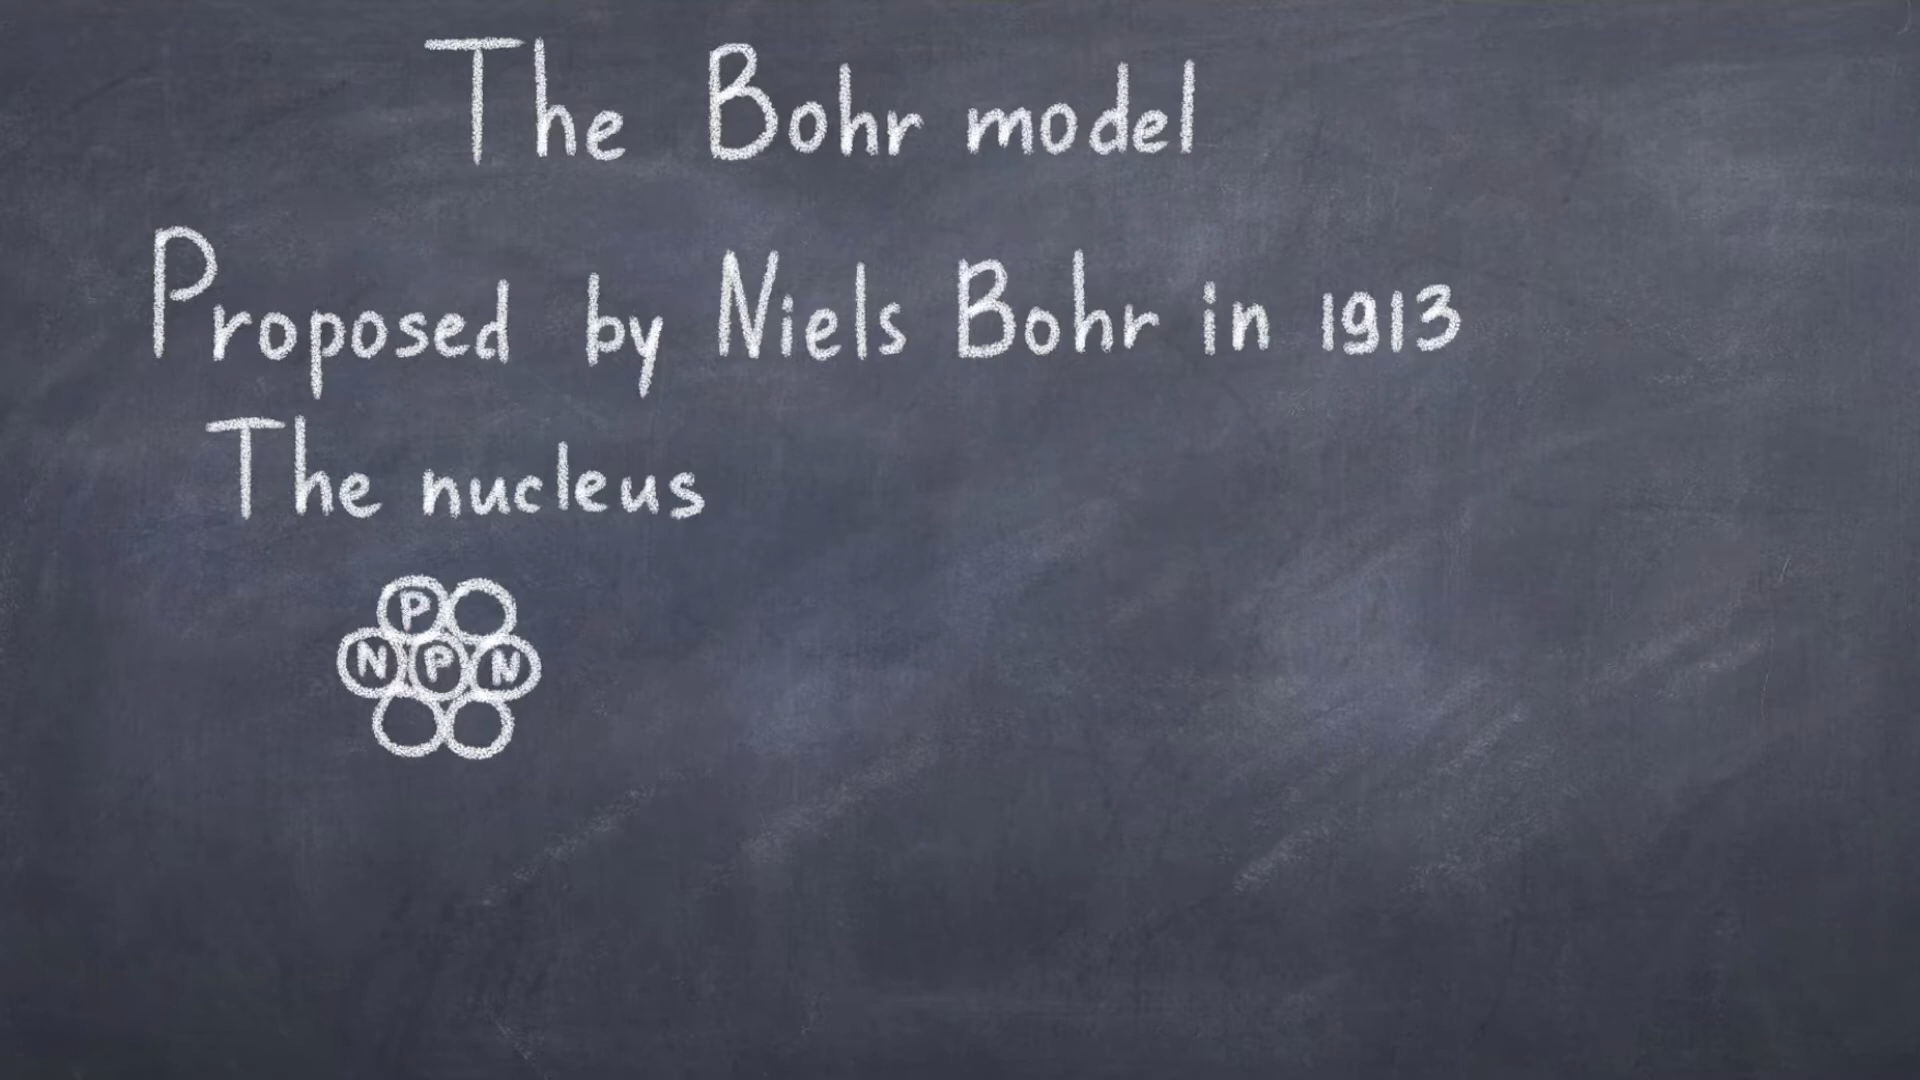 The Bohr model
Proposed by Niels Bohr in 1913
The nucleus
P
N P N